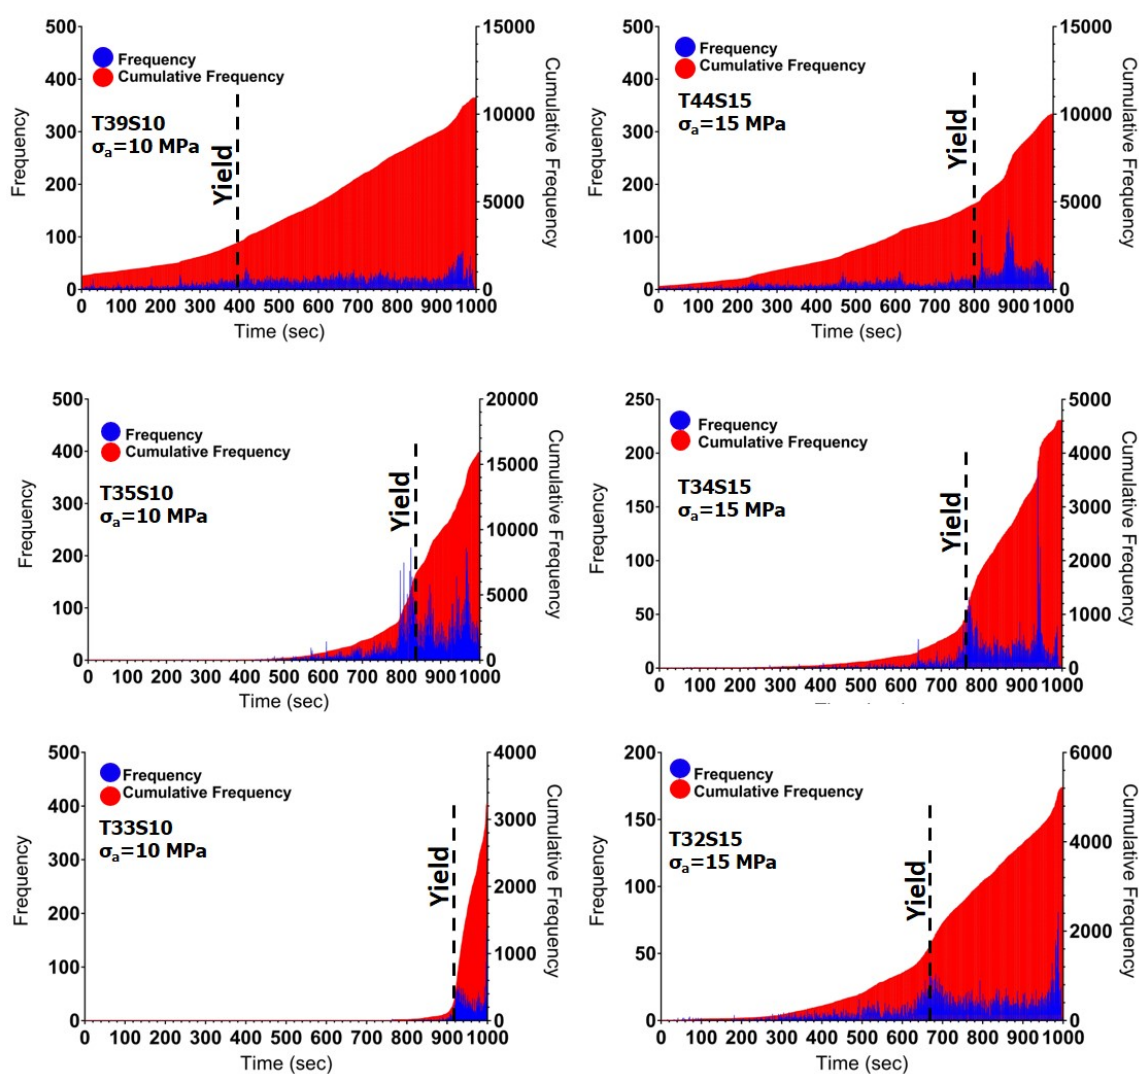 500
400
300
200
100
0
Frequency
Frequency
Cumulative Frequency
T39S10
σa=10 MPa
Yield
15000
10000
5000
0
Cumulative Frequency
0 100 200 300 400 500 600 700 800 900 1000
Time (sec)
500
400
300
200
100
0
Frequency
Frequency
Cumulative Frequency
T44S15
σa=15 MPa
Yield
15000
10000
5000
0
Cumulative Frequency
0 100 200 300 400 500 600 700 800 900 1000
Time (sec)
500
400
300
200
100
0
Frequency
Frequency
Cumulative Frequency
T35S10
σa=10 MPa
Yield
20000
15000
10000
5000
0
Cumulative Frequency
0 100 200 300 400 500 600 700 800 900 1000
Time (sec)
250
200
150
100
50
0
Frequency
Frequency
Cumulative Frequency
T34S15
σa=15 MPa
Yield
5000
4000
3000
2000
1000
0
Cumulative Frequency
0 100 200 300 400 500 600 700 800 900 1000
500
400
300
200
100
0
Frequency
Frequency
Cumulative Frequency
T33S10
σa=10 MPa
Yield
4000
3000
2000
1000
0
Cumulative Frequency
0 100 200 300 400 500 600 700 800 900 1000
Time (sec)
200
150
100
50
0
Frequency
Frequency
Cumulative Frequency
T32S15
σa=15 MPa
Yield
6000
4000
2000
0
Cumulative Frequency
0 100 200 300 400 500 600 700 800 900 1000
Time (sec)